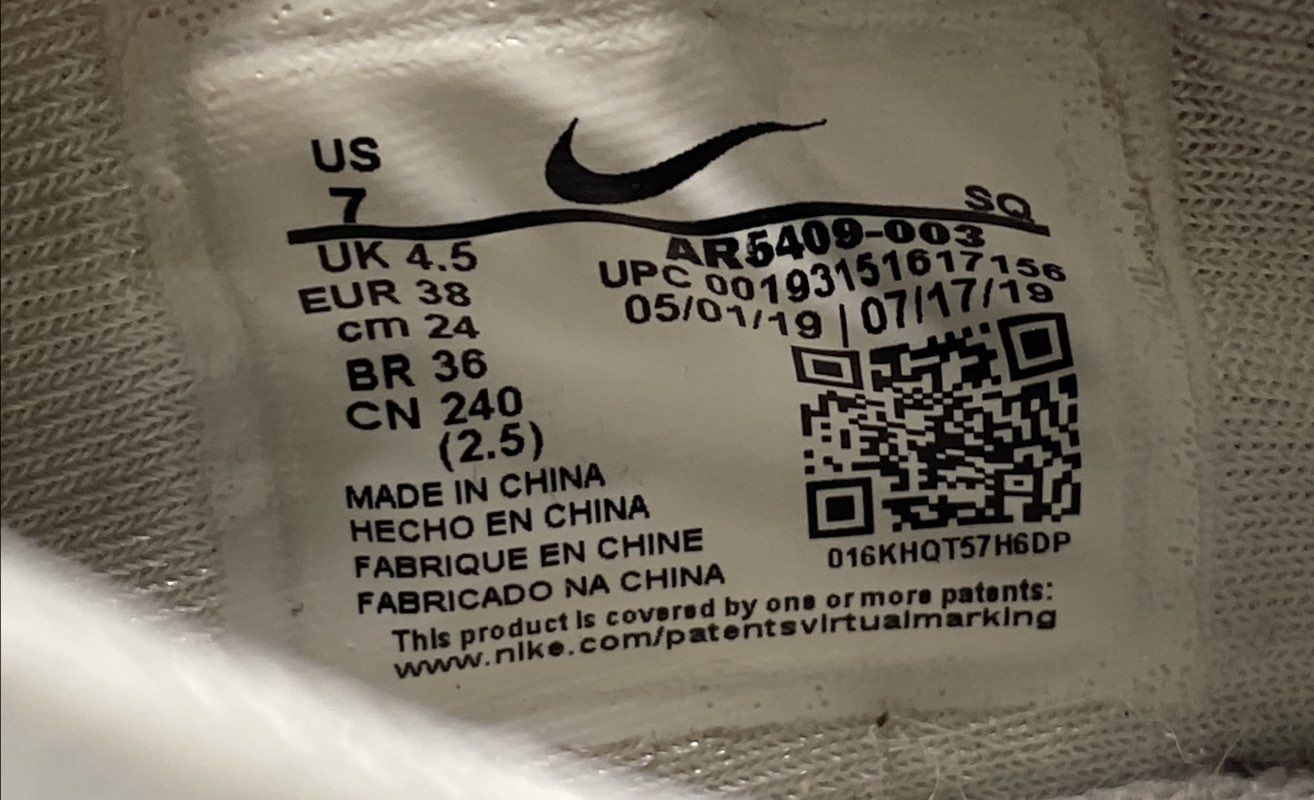 US
7
SQ
UK 4.5
EUR 38
cm 24
BR 36
CN 240
(2.5)
AR5409-003
UPC 00193151617156
05/01/19 | 07/17/19
016KHQT57H6DP
MADE IN CHINA
HECHO EN CHINA
FABRIQUE EN CHINE
FABRICADO NA CHINA
This product is covered by one or more patents:
www.nike.com/patentsvirtualmarking